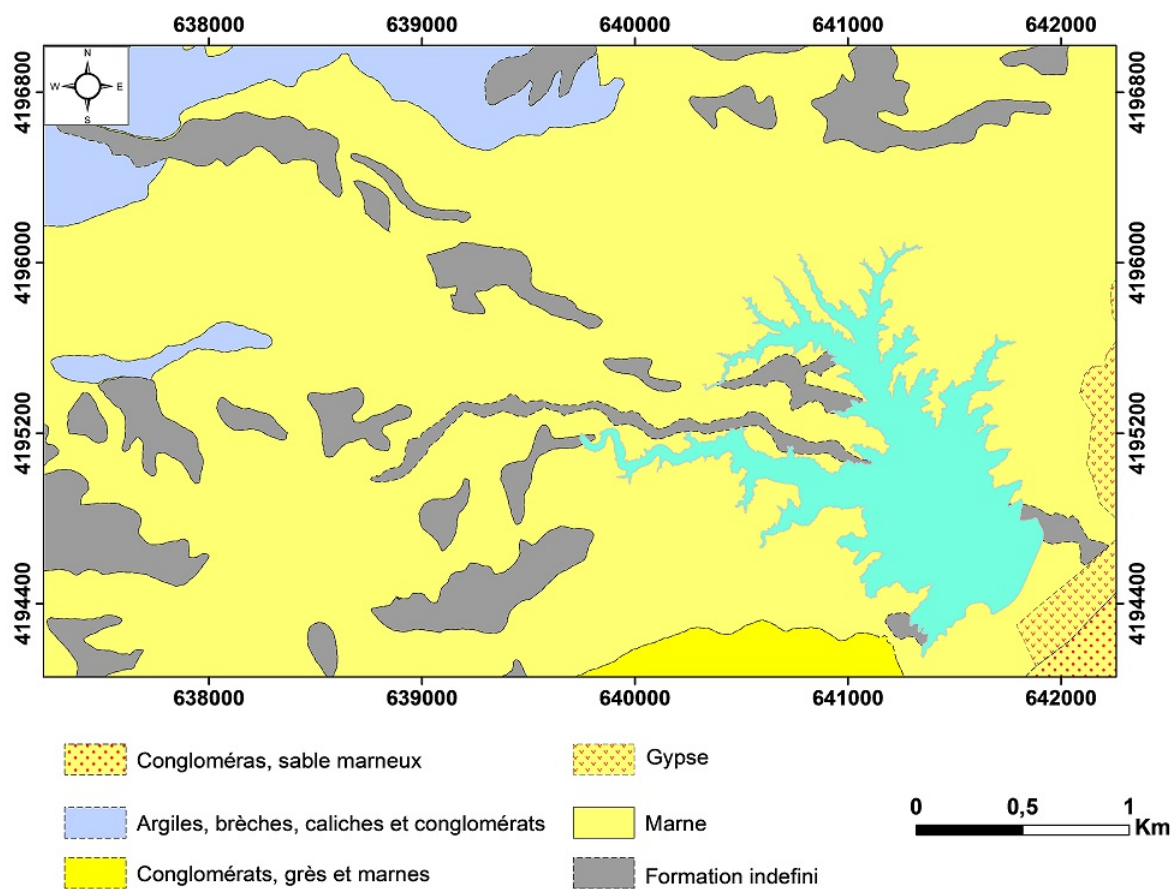 638000 639000 640000 641000 642000
N
W E
S
4196800 4196800
4196000 4196000
4195200 4195200
4194400 4194400
638000 639000 640000 641000 642000
Congloméras, sable marneux
Gypse
Argiles, brèches, caliches et conglomérats
Marne
Conglomérats, grès et marnes
Formation indefini
0 0,5 1
Km